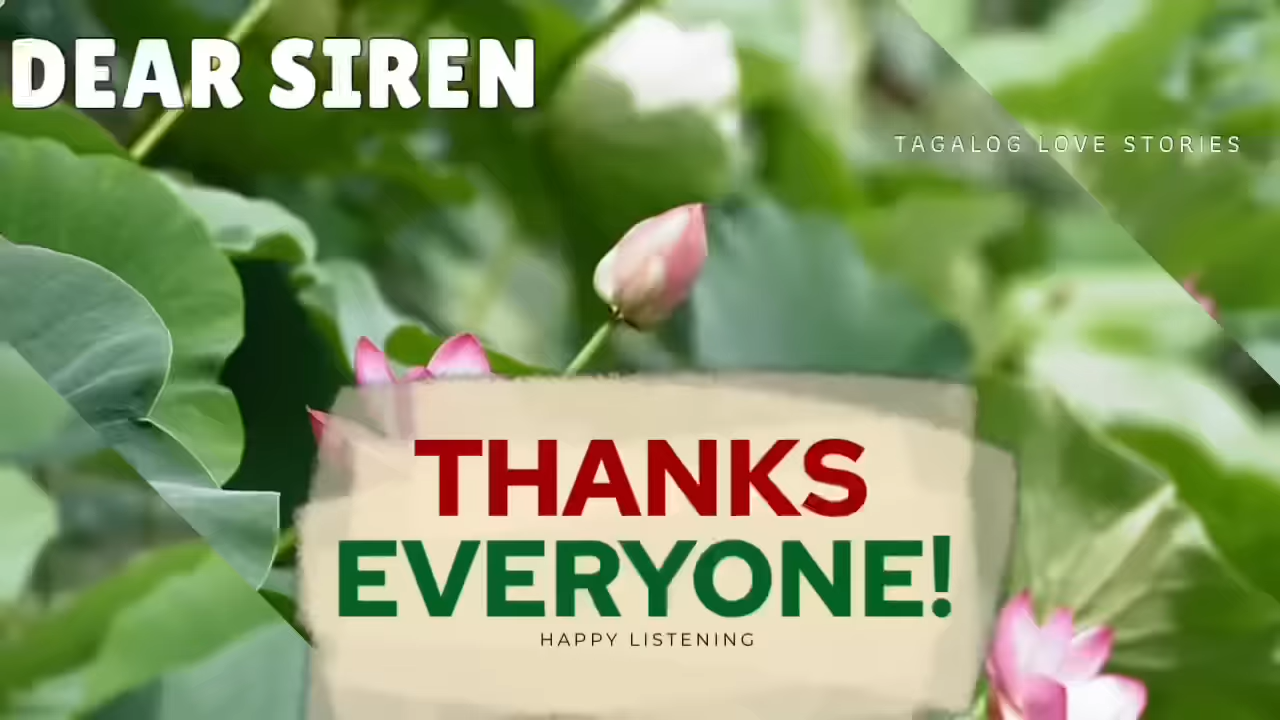 DEAR SIREN
TAGALOG LOVE STORIES
THANKS
EVERYONE!
HAPPY LISTENING